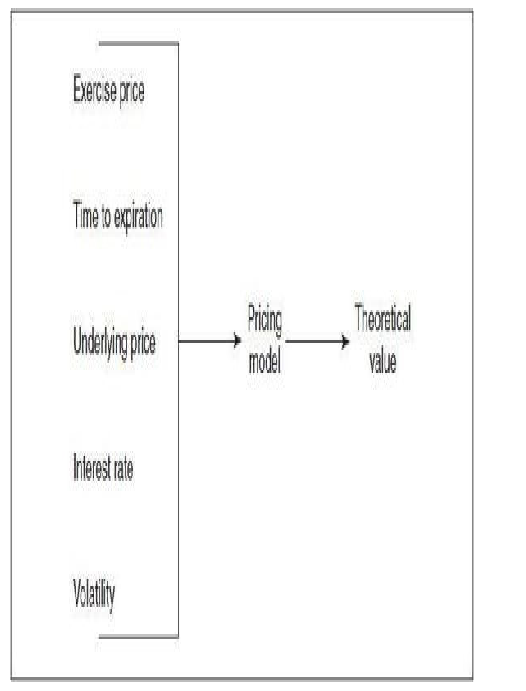 Exercise price
Time to expiration
Underlying price
Interest rate
Volatility
Pricing
model
Theoretical
value